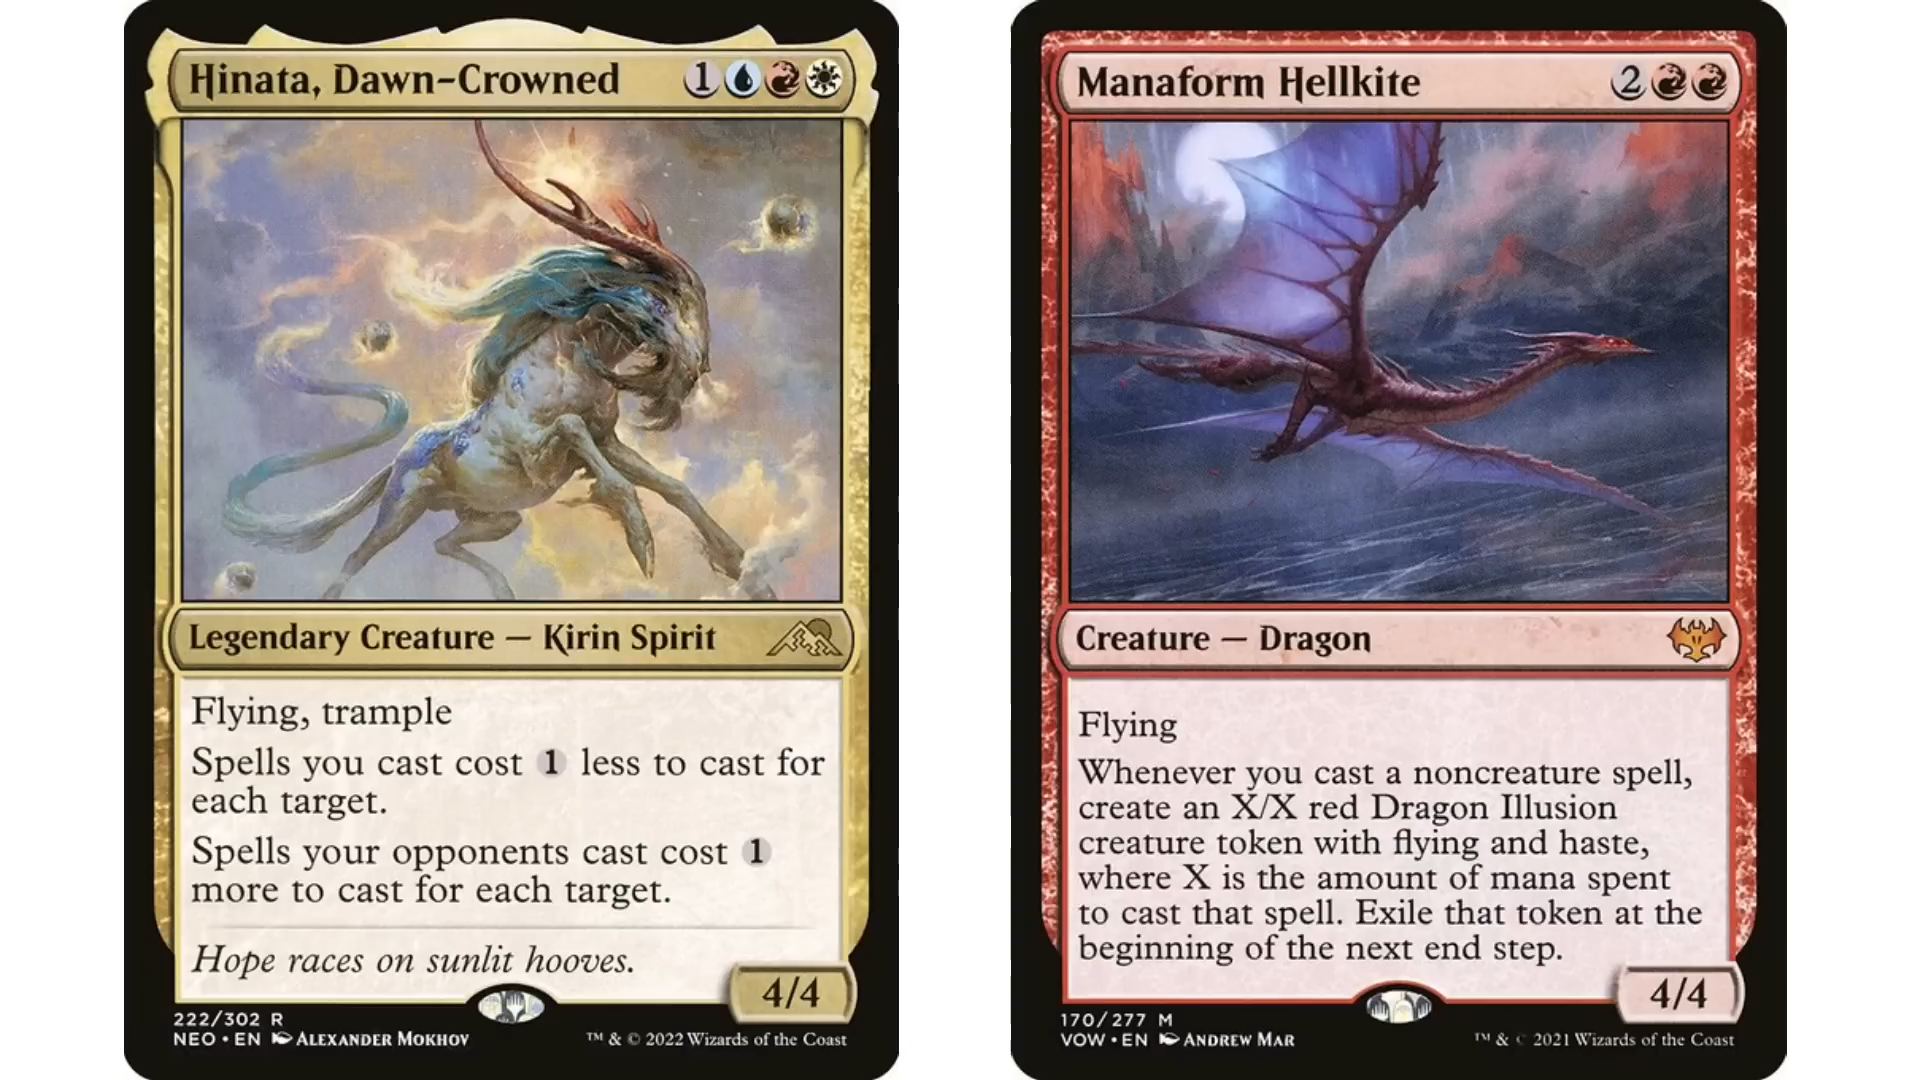 Hinata, Dawn-Crowned 1
Flying, trample
Legendary Creature — Kirin Spirit
Spells you cast cost 1 less to cast for
each target.
Spells your opponents cast cost 1
more to cast for each target.
Hope races on sunlit hooves.
4/4
222/302 R
NEO • EN Alexander Mokhov
™ & © 2022 Wizards of the Coast
Manaform Hellkite 2
Creature — Dragon
Flying
Whenever you cast a noncreature spell,
create an X/X red Dragon Illusion
creature token with flying and haste,
where X is the amount of mana spent
to cast that spell. Exile that token at the
beginning of the next end step.
4/4
170/277 M
VOW • EN Andrew Mar
™ & © 2021 Wizards of the Coast